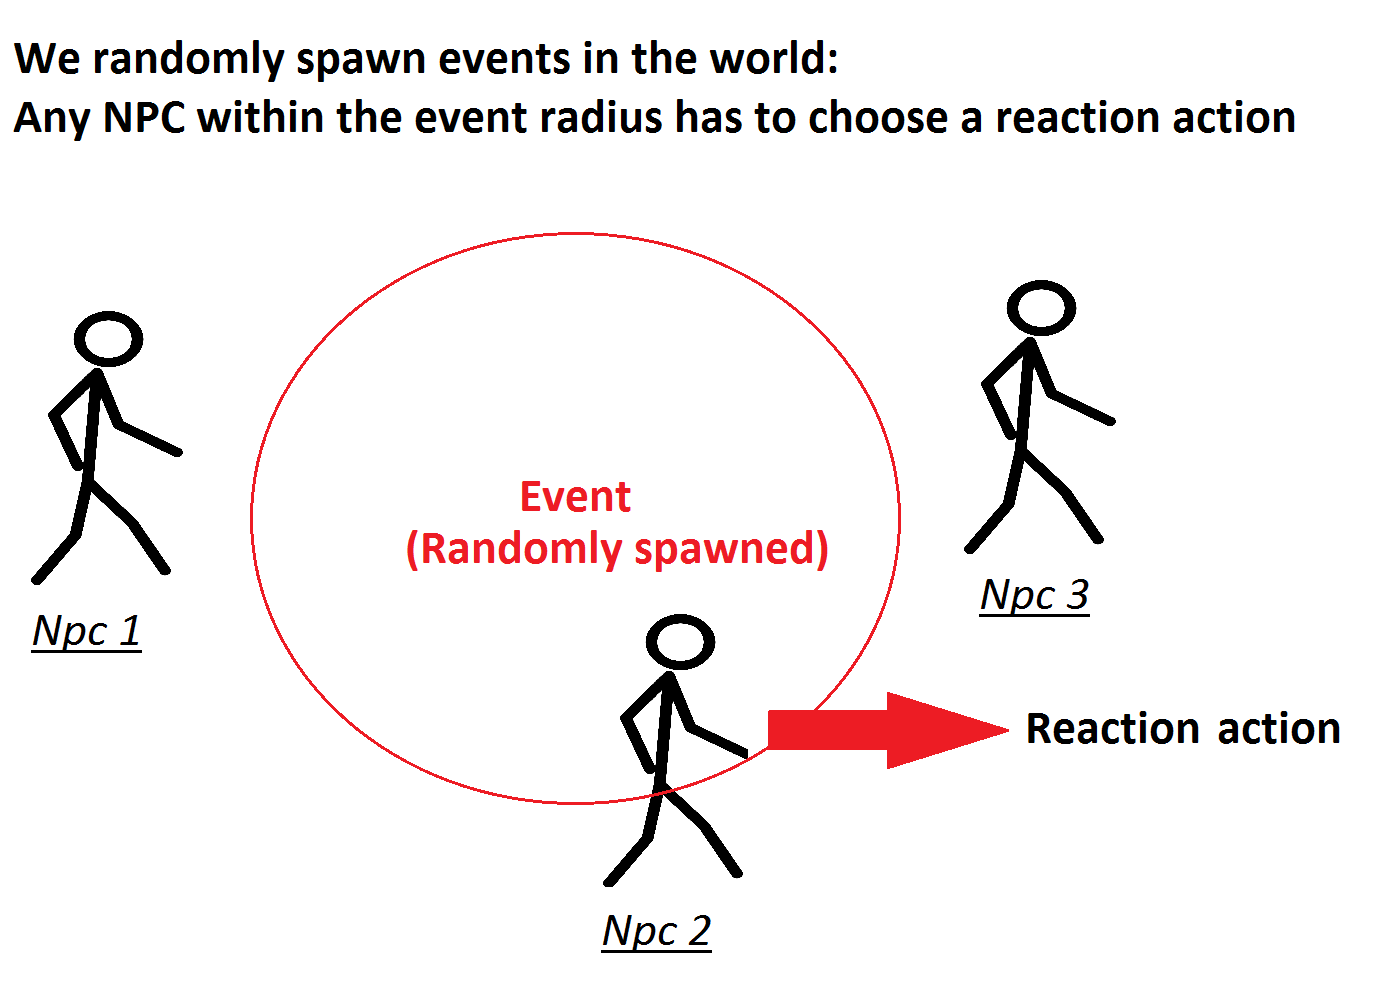 We randomly spawn events in the world:
Any NPC within the event radius has to choose a reaction action
Event
(Randomly spawned)
Npc 1
Npc 3
Reaction action
Npc 2